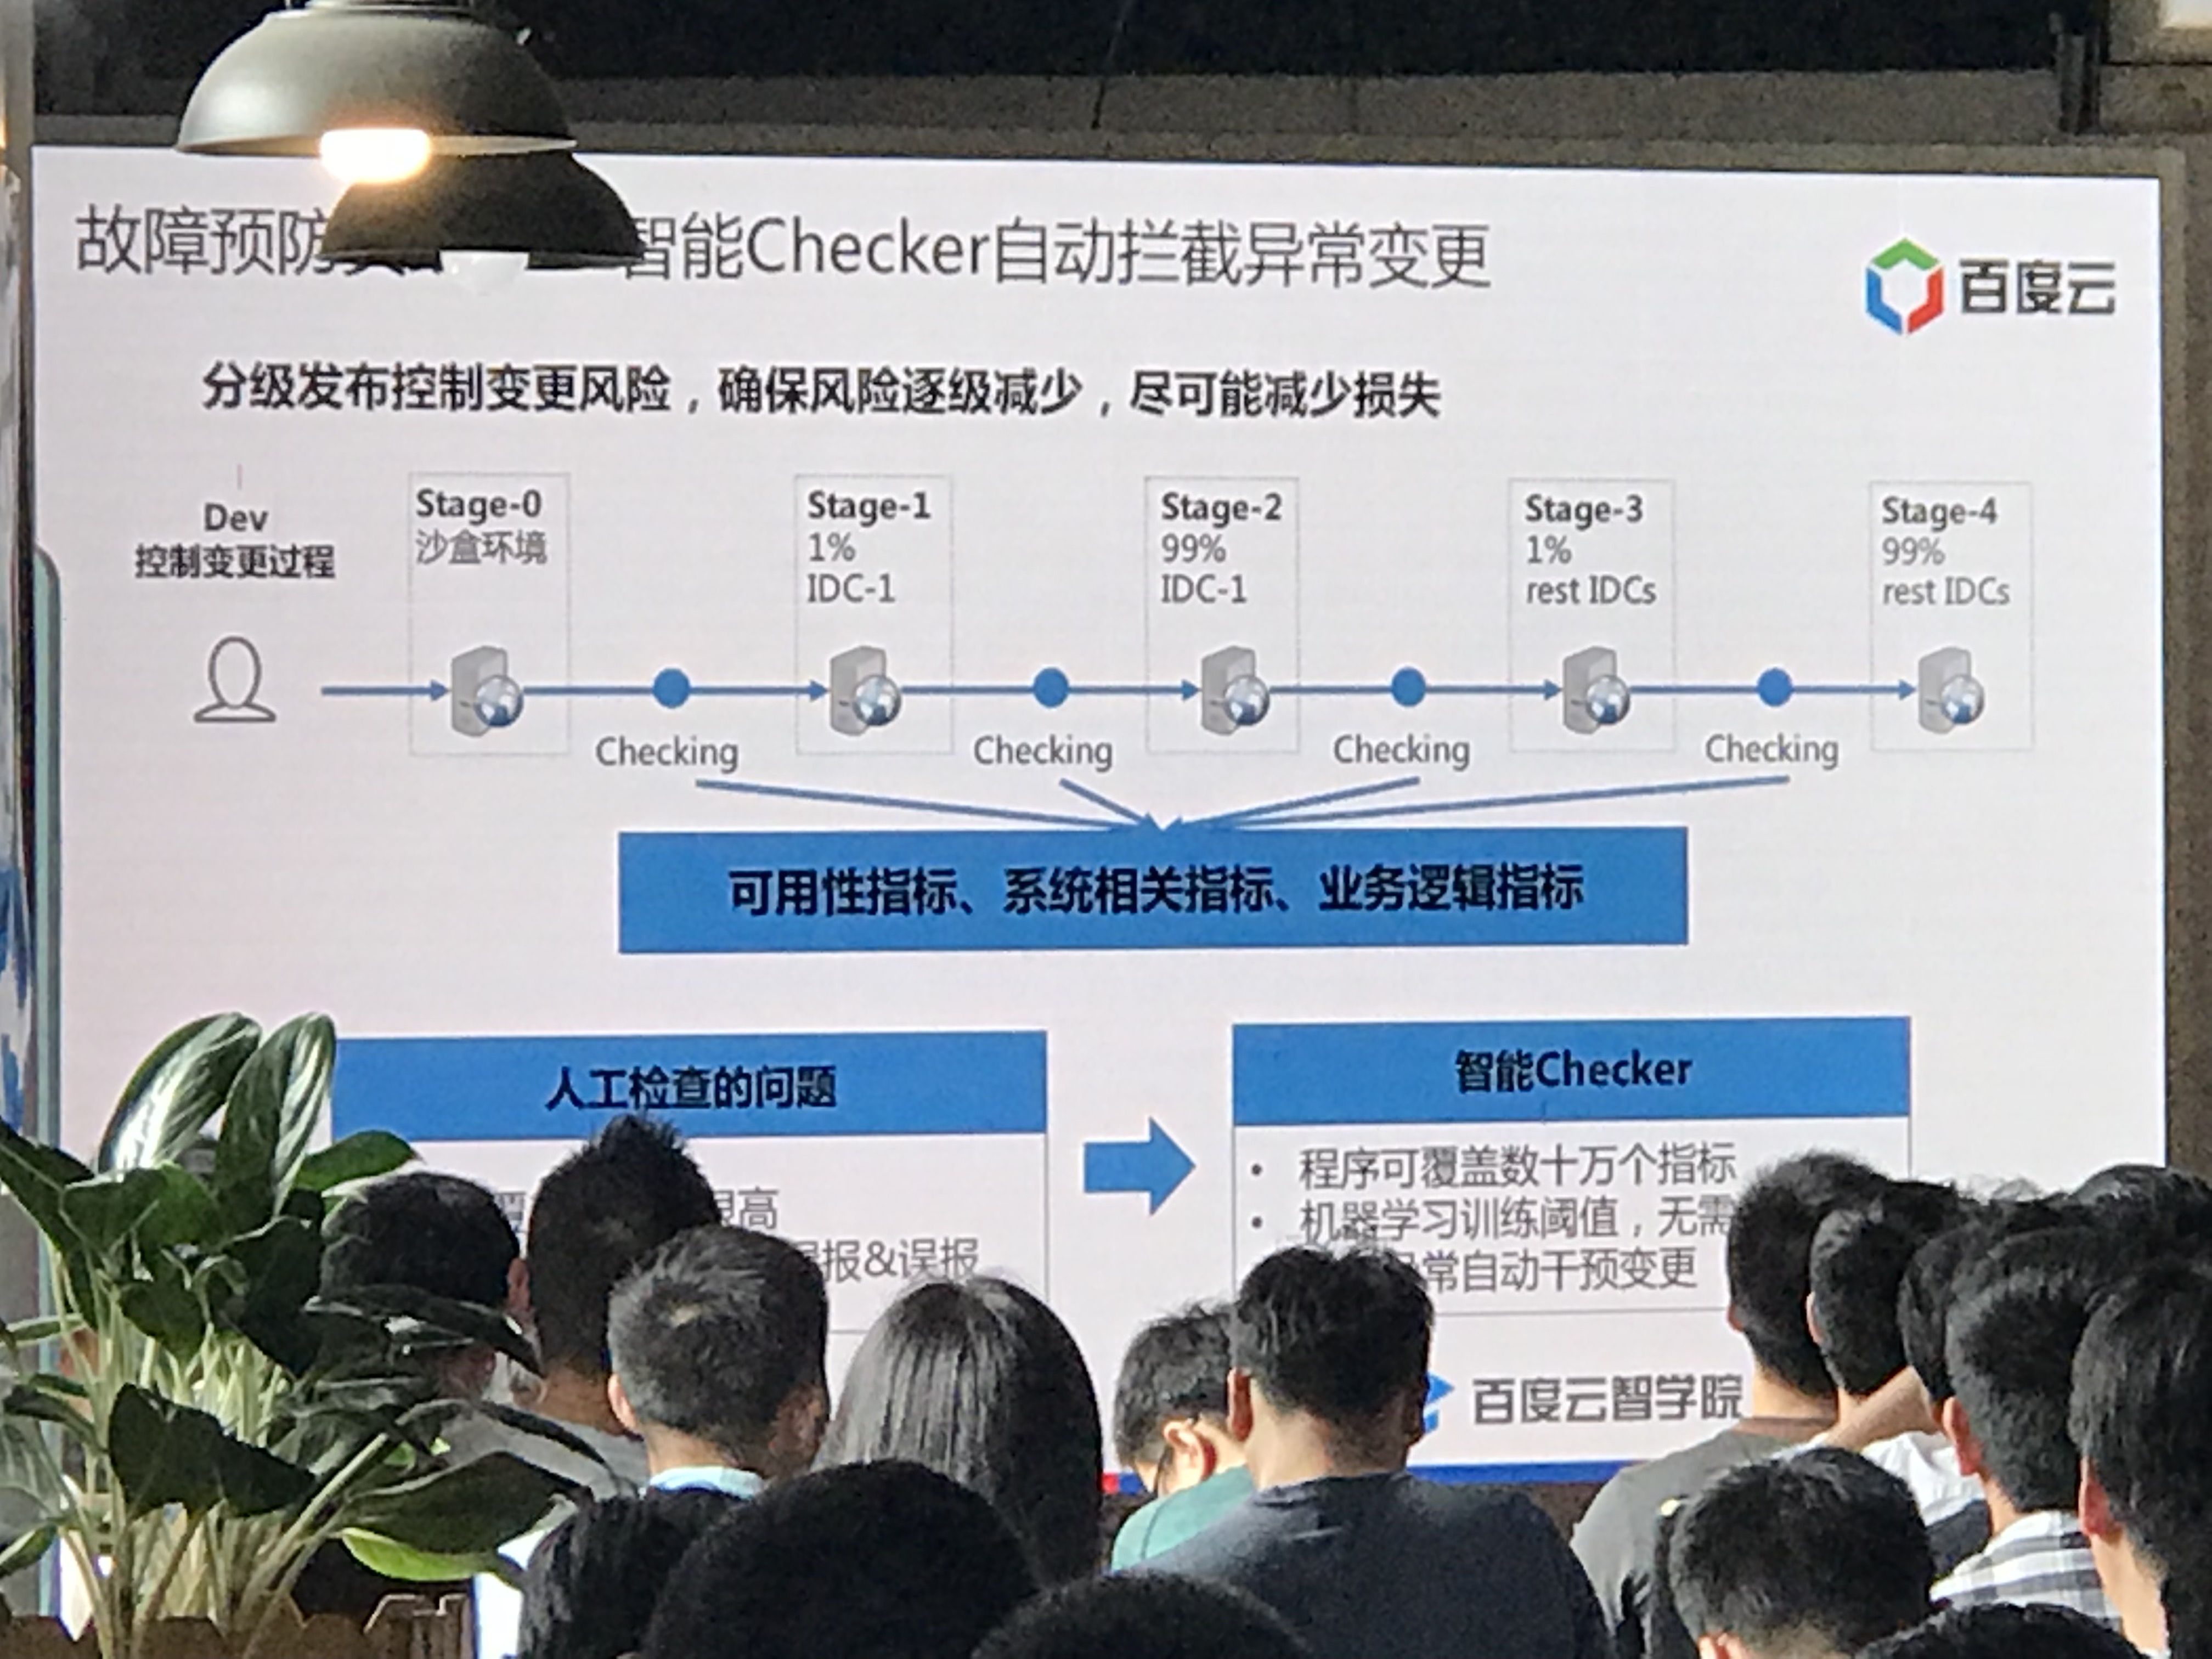 故障预防
智能Checker自动拦截异常变更
百度云
分级发布控制变更风险，确保风险逐级减少，尽可能减少损失
Dev
控制变更过程
Stage-0
沙盒环境
Stage-1
1%
IDC-1
Stage-2
99%
IDC-1
Stage-3
1%
rest IDCs
Stage-4
99%
rest IDCs
Checking
Checking
Checking
Checking
可用性指标、系统相关指标、业务逻辑指标
人工检查的问题
很高
报&误报
智能Checker
• 程序可覆盖数十万个指标
• 机器学习训练阈值，无需
常自动干预变更
百度云智学院